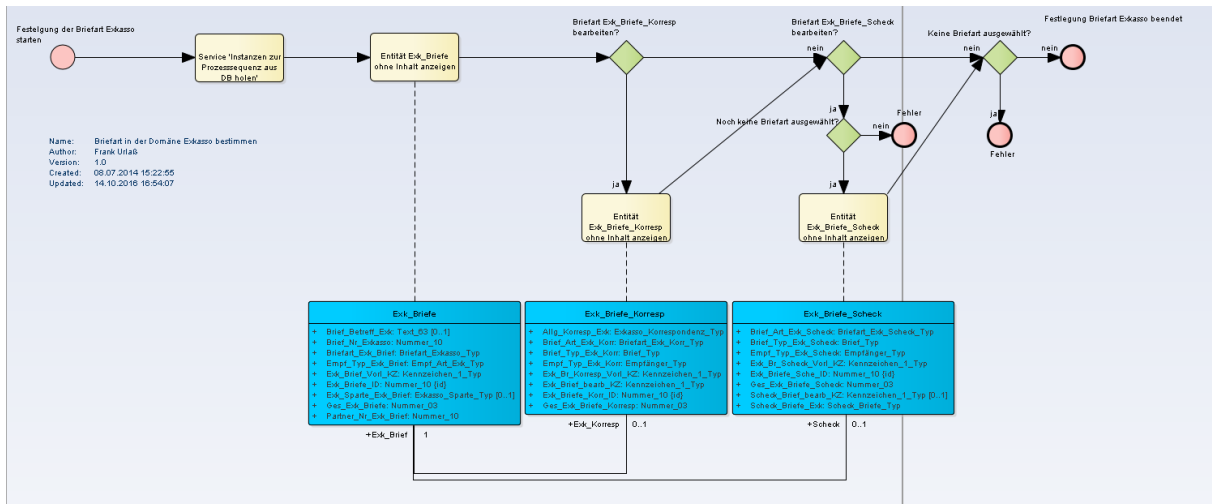 Festelgung der Briefart Exkasso
starten
Service 'Instanzen zur
Prozesssequenz aus
DB holen'
Entität Exk_Briefe
ohne Inhalt anzeigen
Briefart Exk_Briefe_Korresp
bearbeiten?
Briefart Exk_Briefe_Scheck
bearbeiten?
nein
Festlegung Briefart Exkasso beendet
Keine Briefart ausgewählt?
nein
nein
ja
Noch keine Briefart ausgewählt?
nein
Fehler
ja
Fehler
Name: Briefart in der Domäne Exkasso bestimmen
Author: Frank Urlaß
Version: 1.0
Created: 08.07.2014 15:22:55
Updated: 14.10.2016 16:54:07
ja
Entität
Exk_Briefe_Korresp
ohne Inhalt anzeigen
ja
Entität
Exk_Briefe_Scheck
ohne Inhalt anzeigen
Exk_Briefe
+ Brief_Betreff_Exk: Text_63 [0..1]
+ Brief_Nr_Exkasso: Nummer_10
+ Briefart_Exk_Brief: Briefart_Exkasso_Typ
+ Empf_Typ_Exk_Brief: Empf_Art_Exk_Typ
+ Exk_Brief_Vorl_KZ: Kennzeichen_1_Typ
+ Exk_Briefe_ID: Nummer_10 {id}
+ Exk_Sparte_Exk_Brief: Exkasso_Sparte_Typ [0..1]
+ Ges_Exk_Briefe: Nummer_03
+ Partner_Nr_Exk_Brief: Nummer_10
Exk_Briefe_Korresp
+ Allg_Korresp_Exk: Exkasso_Korrespondenz_Typ
+ Brief_Art_Exk_Korr: Briefart_Exk_Korr_Typ
+ Brief_Typ_Exk_Korr: Brief_Typ
+ Empf_Typ_Exk_Korr: Empfänger_Typ
+ Exk_Br_Korresp_Vorl_KZ: Kennzeichen_1_Typ
+ Exk_Brief_bearb_KZ: Kennzeichen_1_Typ
+ Exk_Briefe_Korr_ID: Nummer_10 {id}
+ Ges_Exk_Briefe_Korresp: Nummer_03
Exk_Briefe_Scheck
+ Brief_Art_Exk_Scheck: Briefart_Exk_Scheck_Typ
+ Brief_Typ_Exk_Scheck: Brief_Typ
+ Empf_Typ_Exk_Scheck: Empfänger_Typ
+ Exk_Br_Scheck_Vorl_KZ: Kennzeichen_1_Typ
+ Exk_Briefe_Sche_ID: Nummer_10 {id}
+ Ges_Exk_Briefe_Scheck: Nummer_03
+ Scheck_Brief_bearb_KZ: Kennzeichen_1_Typ [0..1]
+ Scheck_Briefe_Exk: Scheck_Briefe_Typ
+Exk_Brief 1
+Exk_Korresp 0..1
+Scheck 0..1